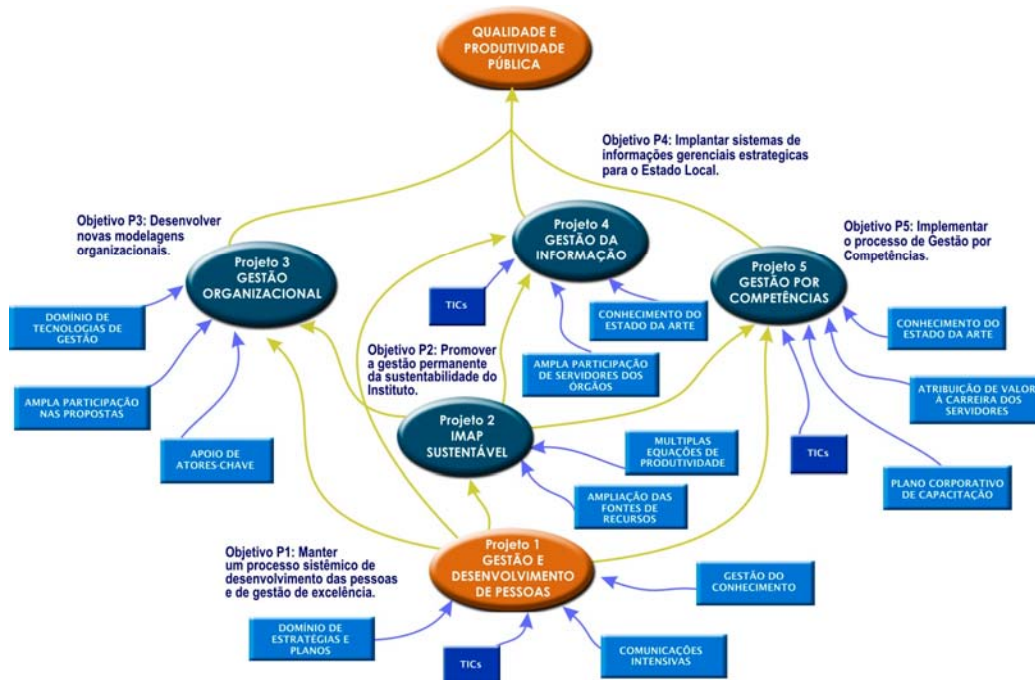 QUALIDADE E
PRODUTIVIDADE
PÚBLICA
Objetivo P4: Implantar sistemas de
informações gerenciais estrategicas
para o Estado Local.
Objetivo P3: Desenvolver
novas modelagens
organizacionais.
Projeto 4
GESTÃO DA
INFORMAÇÃO
Objetivo P5: Implementar
o processo de Gestão por
Competências.
Projeto 3
GESTÃO
ORGANIZACIONAL
Projeto 5
GESTÃO POR
COMPETÊNCIAS
TICs
DOMÍNIO DE
TECNOLOGIAS DE
GESTÃO
CONHECIMENTO DO
ESTADO DA ARTE
CONHECIMENTO DO
ESTADO DA ARTE
Objetivo P2: Promover
a gestão permanente
da sustentabilidade do
Instituto.
AMPLA PARTICIPAÇÃO
DE SERVIDORES DOS
ÓRGÃOS
AMPLA PARTICIPAÇÃO
NAS PROPOSTAS
ATRIBUIÇÃO DE VALOR
À CARREIRA DOS
SERVIDORES
Projeto 2
IMAP
SUSTENTÁVEL
APOIO DE
ATORES-CHAVE
MULTIPLAS
EQUAÇÕES DE
PRODUTIVIDADE
TICs
PLANO CORPORATIVO
DE CAPACITAÇÃO
AMPLIAÇÃO DAS
FONTES DE
RECURSOS
Objetivo P1: Manter
um processo sistêmico de
desenvolvimento das pessoas
e de gestão de excelência.
Projeto 1
GESTÃO E
DESENVOLVIMENTO
DE PESSOAS
GESTÃO DO
CONHECIMENTO
DOMÍNIO DE
ESTRATÉGIAS E
PLANOS
TICs
COMUNICAÇÕES
INTENSIVAS